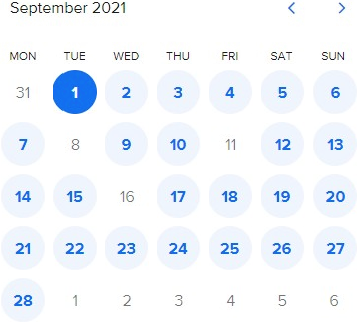 September 2021
MON TUE WED THU FRI SAT SUN
31 1 2 3 4 5 6
7 8 9 10 11 12 13
14 15 16 17 18 19 20
21 22 23 24 25 26 27
28 1 2 3 4 5 6